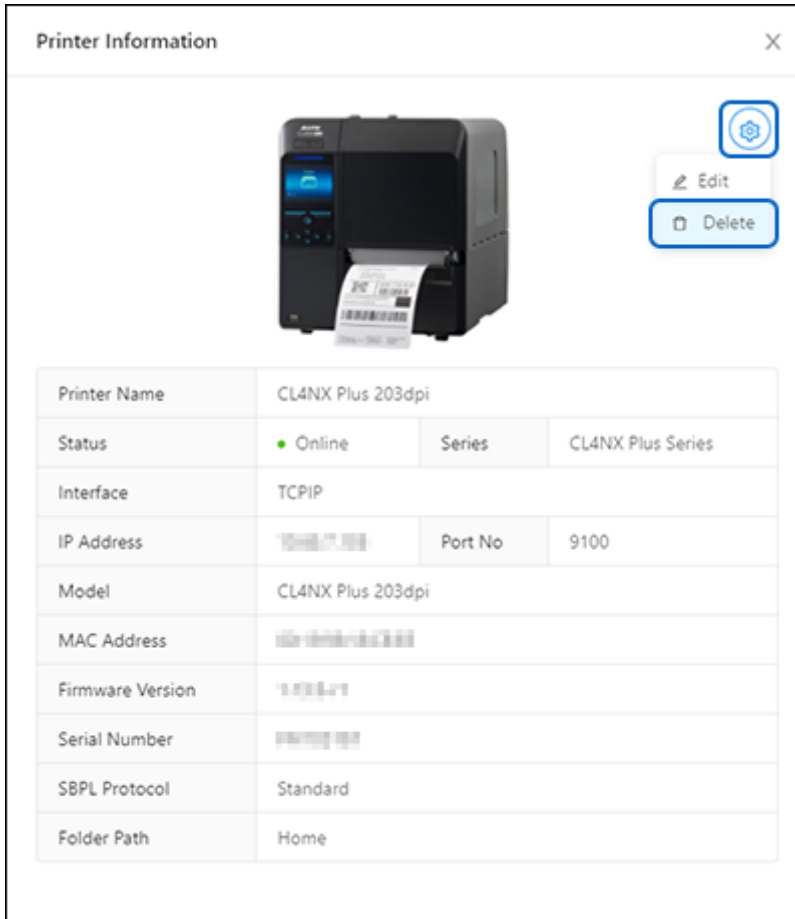 Printer Information
Edit
Delete
Printer Name CL4NX Plus 203dpi
Status Online Series CL4NX Plus Series
Interface TCPIP
IP Address Port No 9100
Model CL4NX Plus 203dpi
MAC Address
Firmware Version
Serial Number
SBPL Protocol Standard
Folder Path Home